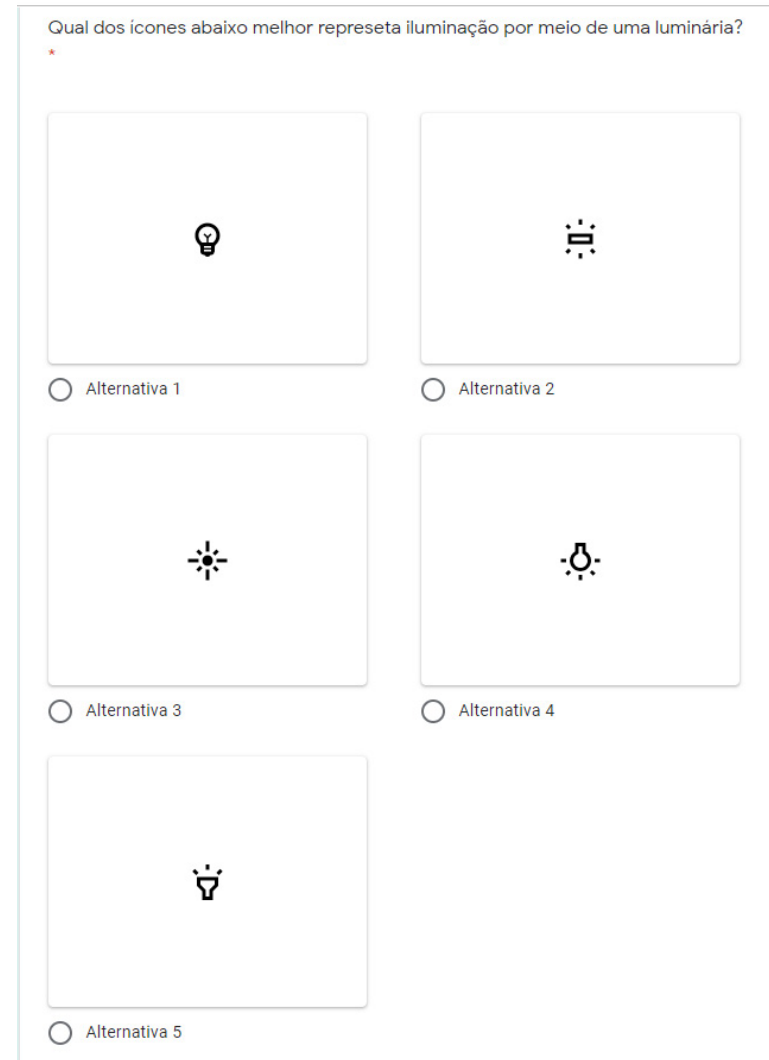 Qual dos ícones abaixo melhor represeta iluminação por meio de uma luminária?
*
Alternativa 1
Alternativa 2
Alternativa 3
Alternativa 4
Alternativa 5